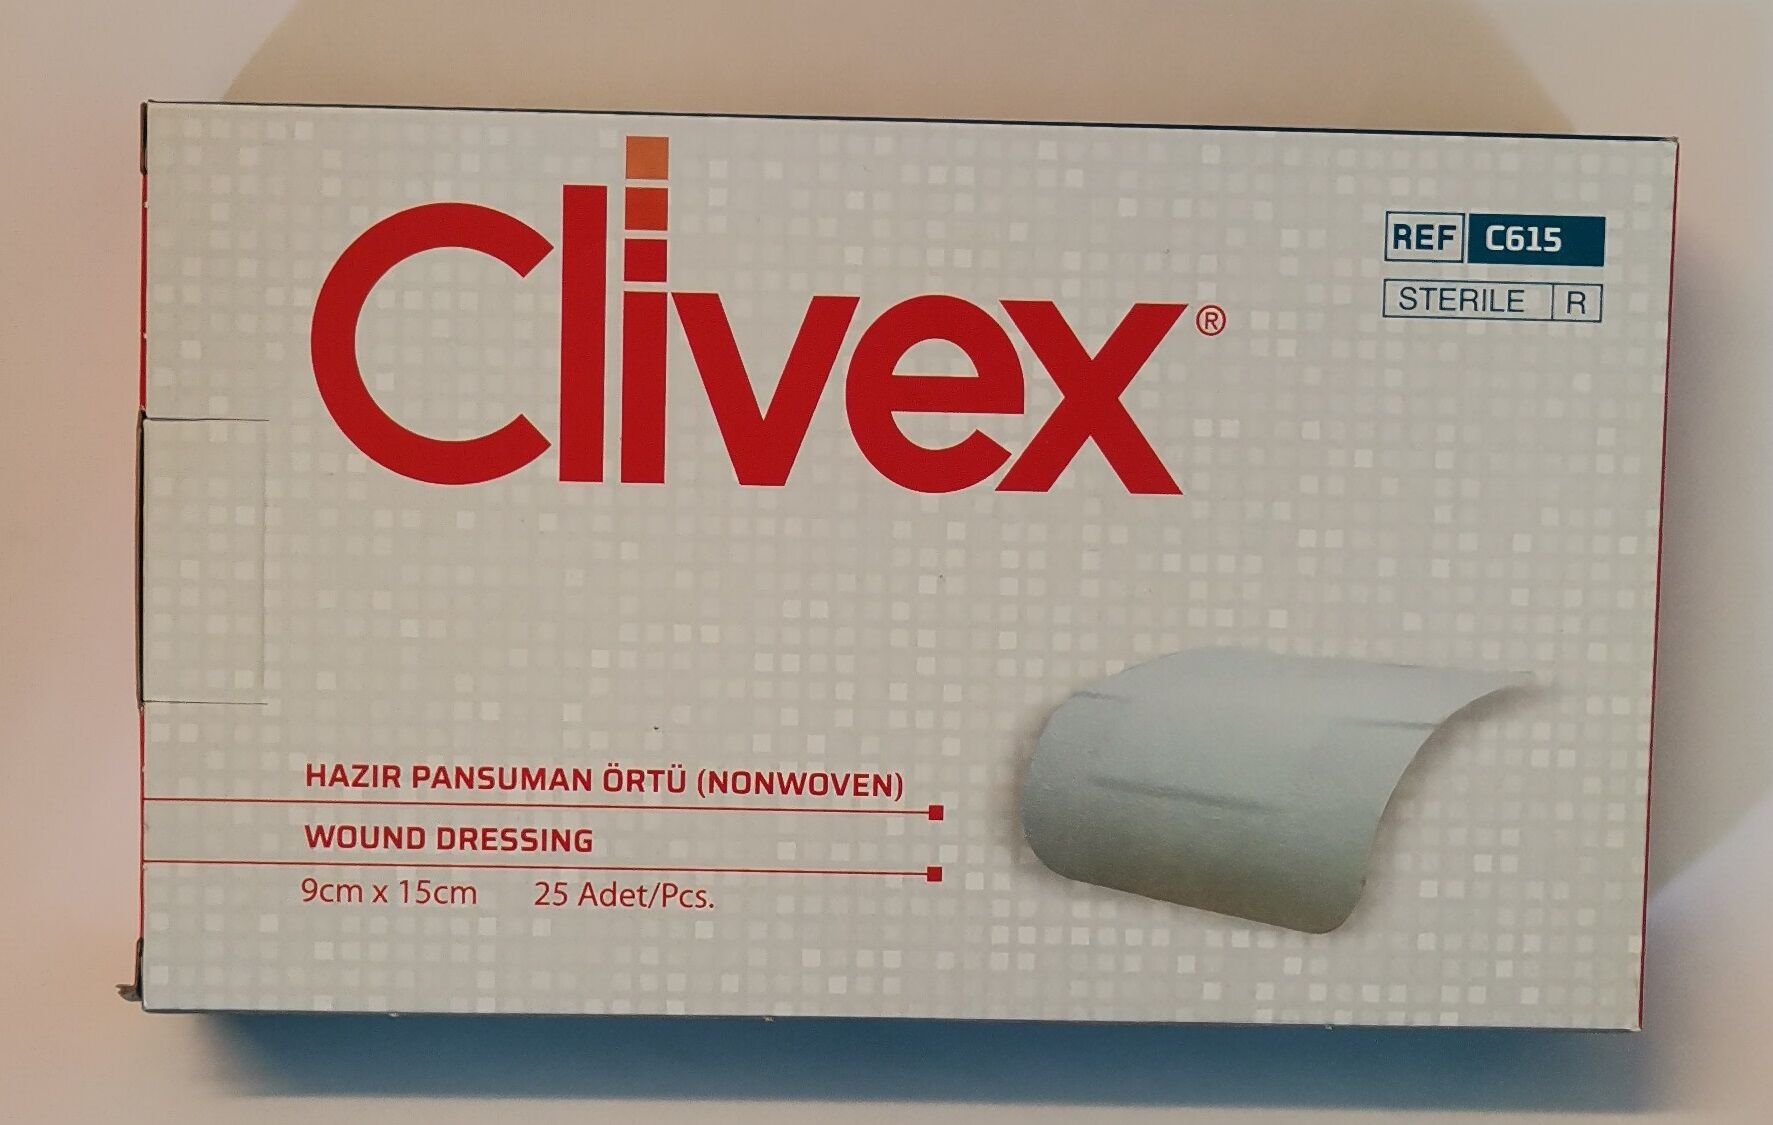 Clivex®
REF C615
STERILE R
HAZIR PANSUMAN ÖRTÜ (NONWOVEN)
WOUND DRESSING
9cm x 15cm 25 Adet/Pcs.